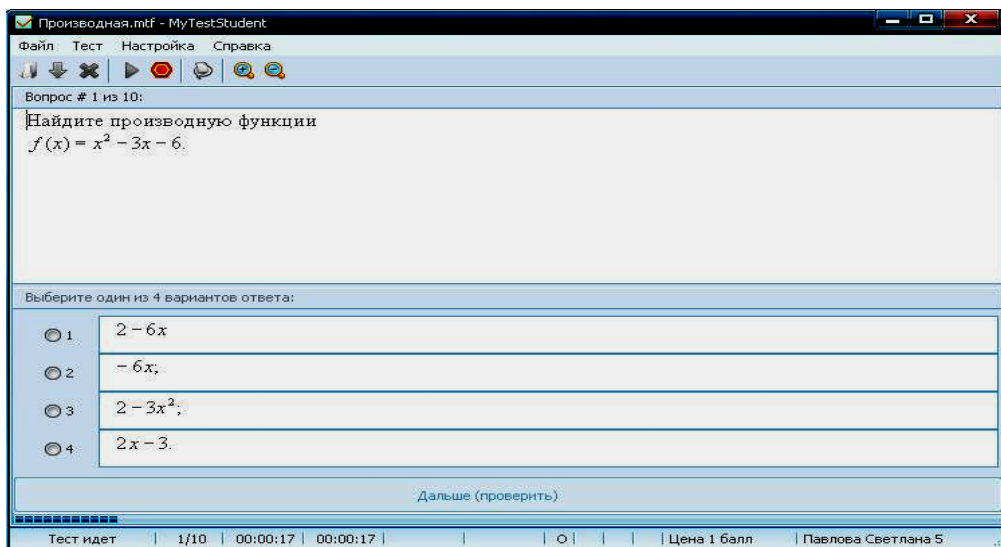 Производная.mtf - MyTestStudent
Файл Тест Настройка Справка
Вопрос # 1 из 10:
Найдите производную функции
f(x) = x² − 3x − 6.
Выберите один из 4 вариантов ответа:
1 2 − 6x
2 − 6x;
3 2 − 3x²;
4 2x − 3.
Дальше (проверить)
Тест идет | 1/10 | 00:00:17 | 00:00:17 | | О | | | Цена 1 балл | Павлова Светлана 5